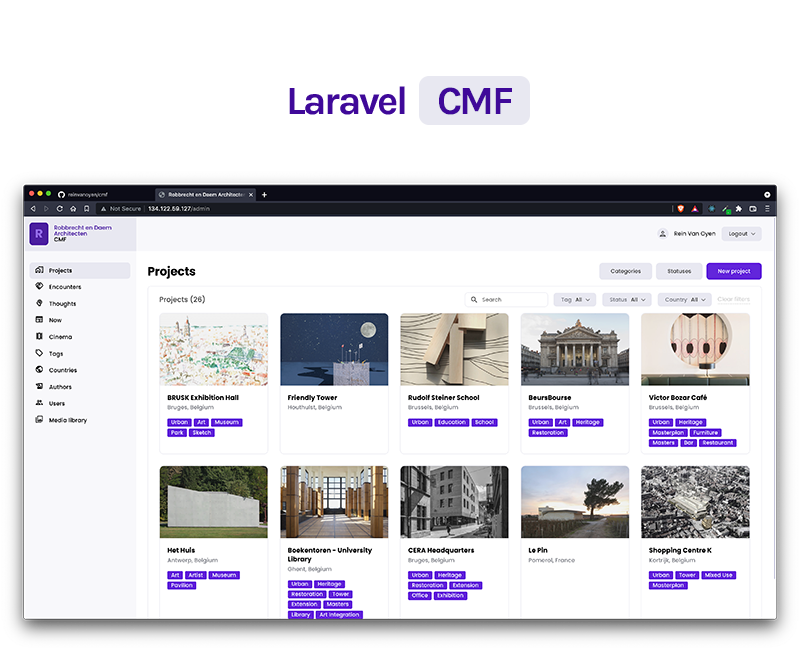 Laravel CMF
reinvanoyen/cmf
Robbrecht en Daem Architecten
Not Secure 134.122.59.127/admin
R
Robbrecht en Daem
Architecten
CMF
Rein Van Oyen
Logout
Projects
Encounters
Thoughts
Now
Cinema
Tags
Countries
Authors
Users
Media library
Projects
Categories
Statuses
New project
Projects (26)
Search
Tag All
Status All
Country All
Clear filters
BRUSK Exhibition Hall
Bruges, Belgium
Urban Art Museum
Park Sketch
Friendly Tower
Houthulst, Belgium
Rudolf Steiner School
Brussels, Belgium
Urban Education School
BeursBourse
Brussels, Belgium
Urban Art Heritage
Restoration
Victor Bozar Café
Brussels, Belgium
Urban Heritage
Masterplan Furniture
Masters Bar Restaurant
Het Huis
Antwerp, Belgium
Art Artist Museum
Pavilion
Boekentoren - University
Library
Ghent, Belgium
Urban Heritage
Restoration Tower
Extension Masters
Library Art Integration
CERA Headquarters
Bruges, Belgium
Urban Heritage
Restoration Extension
Office Exhibition
Le Pin
Pomerol, France
Shopping Centre K
Kortrijk, Belgium
Urban Tower Mixed Use
Masterplan